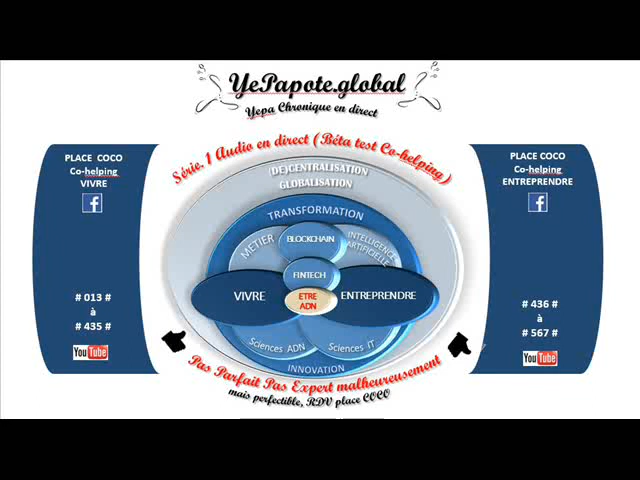 YePapote.global
Yepa Chronique en direct
Série. 1 Audio en direct (Béta test Co-helping)
PLACE COCO
Co-helping
VIVRE
# 013 #
à
# 435 #
YouTube
(DE)CENTRALISATION
GLOBALISATION
TRANSFORMATION
METIER
BLOCKCHAIN
INTELLIGENCE
ARTIFICIELLE
FINTECH
VIVRE
ETRE
ADN
ENTREPRENDRE
Sciences ADN
Sciences IT
INNOVATION
PLACE COCO
Co-helping
ENTREPRENDRE
# 436 #
à
# 567 #
YouTube
Pas Parfait Pas Expert malheureusement
mais perfectible, RDV place COCO